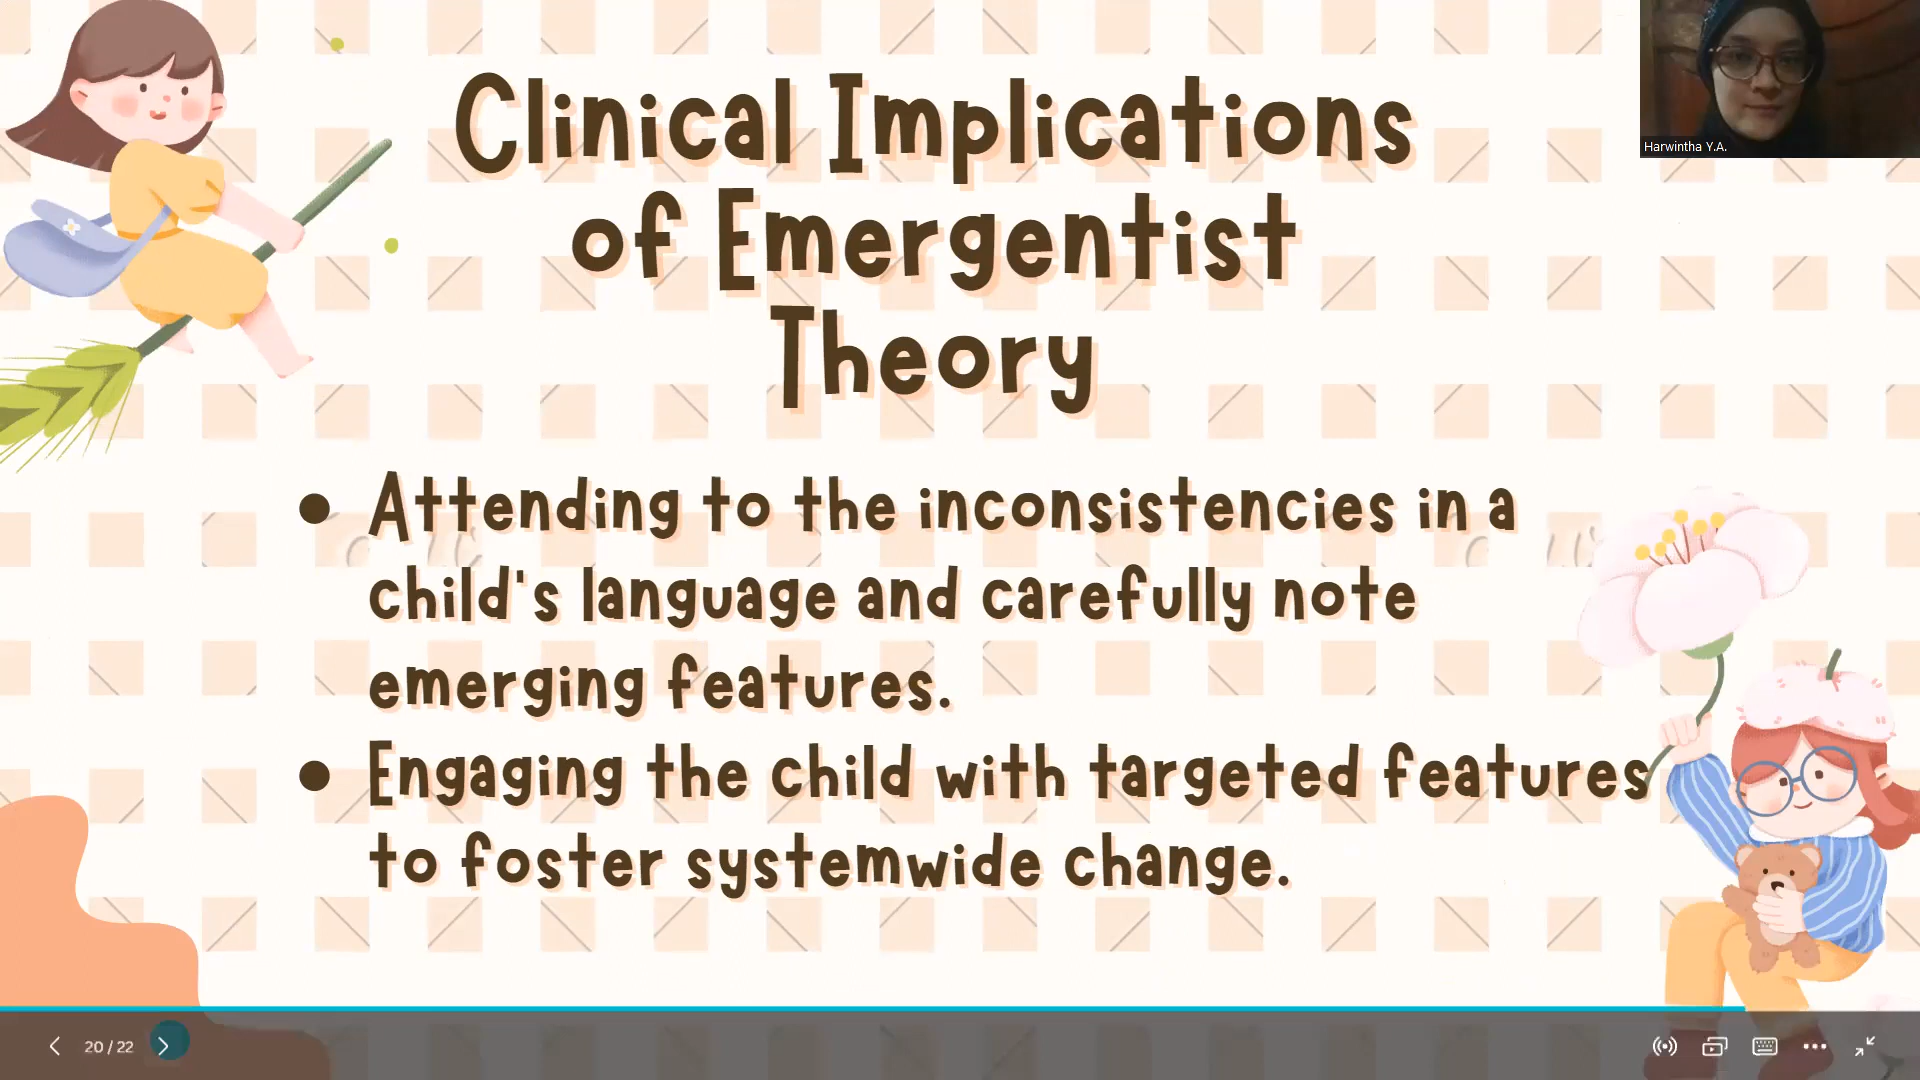 Clinical Implications
of Emergentist
Theory
Harwintha Y.A.
● Attending to the inconsistencies in a
child's language and carefully note
emerging features.
● Engaging the child with targeted features
to foster systemwide change.
20 / 22